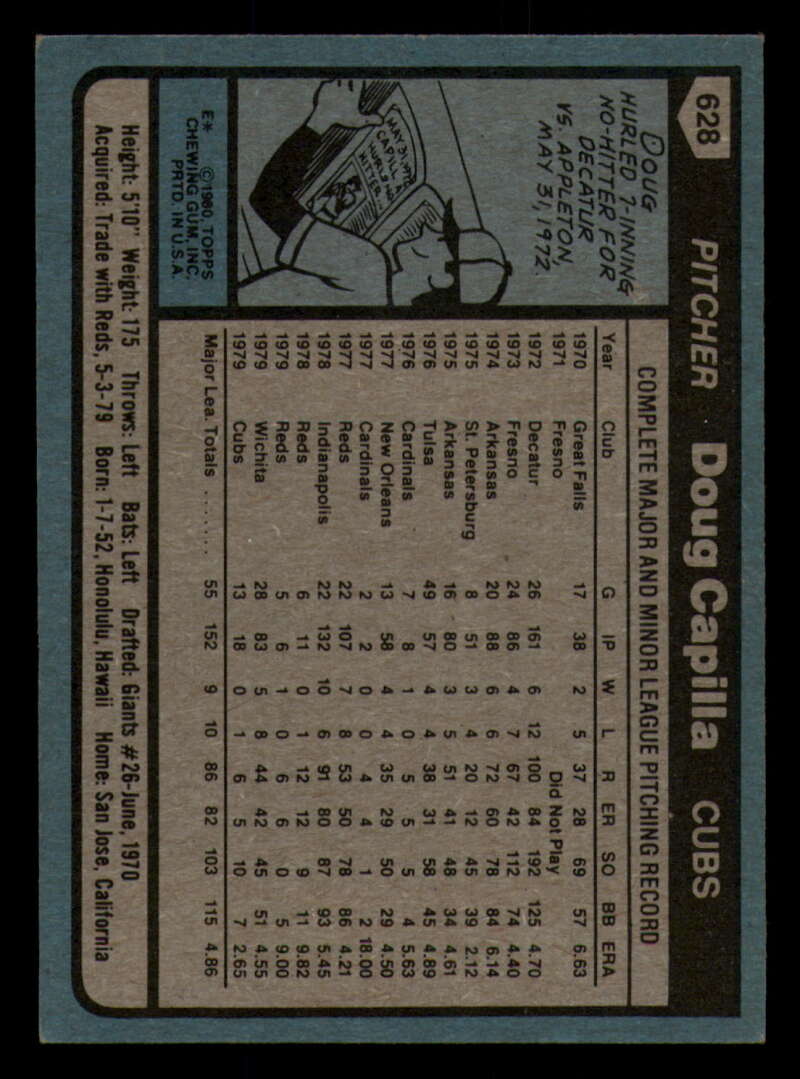 628 PITCHER Doug Capilla CUBS
DOUG
HURLED 7-INNING
NO-HITTER FOR
DECATUR
VS. APPLETON,
MAY 31, 1972.
MAY 31, 1972
CAPILLA
HURLS NO-
HITTER
E* ©1980 TOPPS
CHEWING GUM, INC.
PRTD. IN U.S.A.
COMPLETE MAJOR AND MINOR LEAGUE PITCHING RECORD
Year Club G IP W L R ER SO BB ERA
1970 Great Falls 17 38 2 5 37 28 69 57 6.63
1971 Fresno Did Not Play
1972 Decatur 26 161 6 12 100 84 192 125 4.70
1973 Fresno 24 86 4 7 67 42 112 74 4.40
1974 Arkansas 20 88 6 6 72 60 78 84 6.14
1975 St. Petersburg 8 51 3 4 20 12 45 39 2.12
1975 Arkansas 16 80 3 5 51 41 48 34 4.61
1976 Tulsa 49 57 4 4 38 31 58 45 4.89
1976 Cardinals 7 8 1 0 5 5 5 4 5.63
1977 New Orleans 13 58 4 4 35 29 50 29 4.50
1977 Cardinals 2 2 0 0 4 4 1 2 18.00
1977 Reds 22 107 7 8 53 50 78 86 4.21
1978 Indianapolis 22 132 10 6 91 80 87 93 5.45
1978 Reds 6 11 0 1 12 12 9 11 9.82
1979 Reds 5 6 1 0 6 6 0 5 9.00
1979 Wichita 28 83 5 8 44 42 45 51 4.55
1979 Cubs 13 18 0 1 6 5 10 7 2.65
Major Lea. Totals ........ 55 152 9 10 86 82 103 115 4.86
Height: 5'10" Weight: 175 Throws: Left Bats: Left Drafted: Giants #26-June, 1970
Acquired: Trade with Reds, 5-3-79 Born: 1-7-52, Honolulu, Hawaii Home: San Jose, California